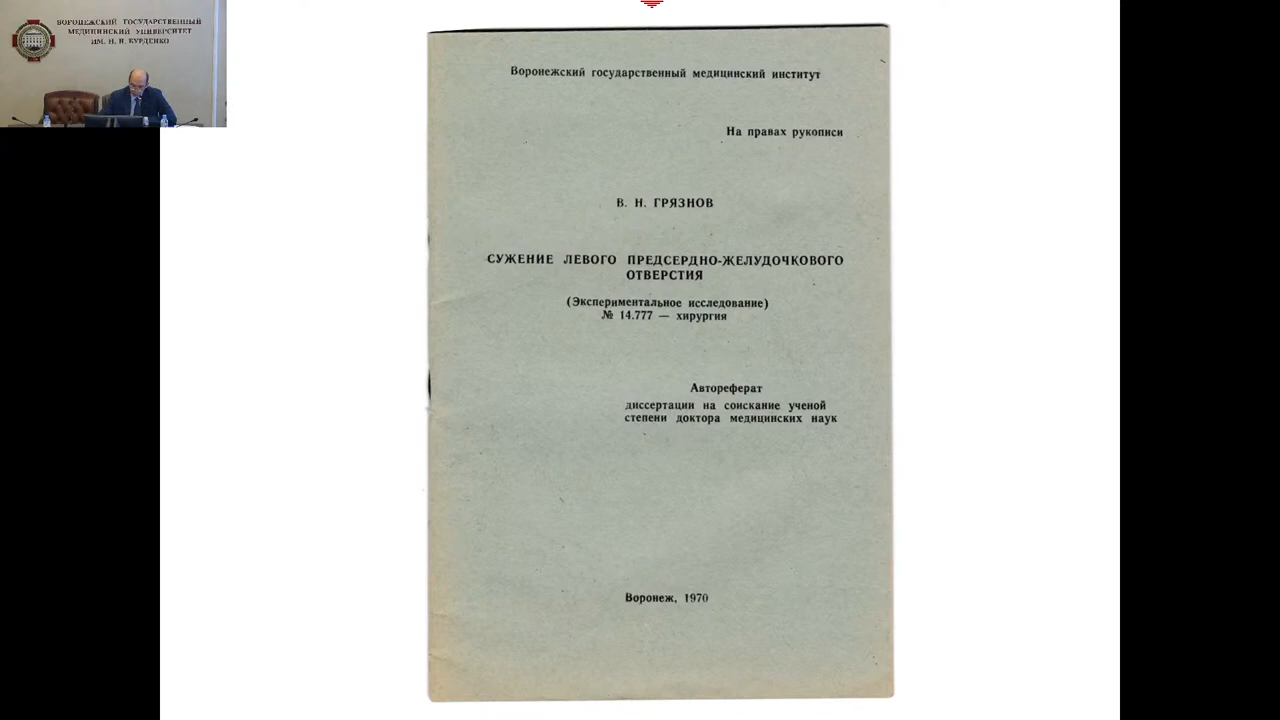 ВОРОНЕЖСКИЙ ГОСУДАРСТВЕННЫЙ
МЕДИЦИНСКИЙ УНИВЕРСИТЕТ
ИМ. Н. Н. БУРДЕНКО
Воронежский государственный медицинский институт
На правах рукописи
В. Н. ГРЯЗНОВ
СУЖЕНИЕ ЛЕВОГО ПРЕДСЕРДНО-ЖЕЛУДОЧКОВОГО
ОТВЕРСТИЯ
(Экспериментальное исследование)
№ 14.777 — хирургия
Автореферат
диссертации на соискание ученой
степени доктора медицинских наук
Воронеж, 1970